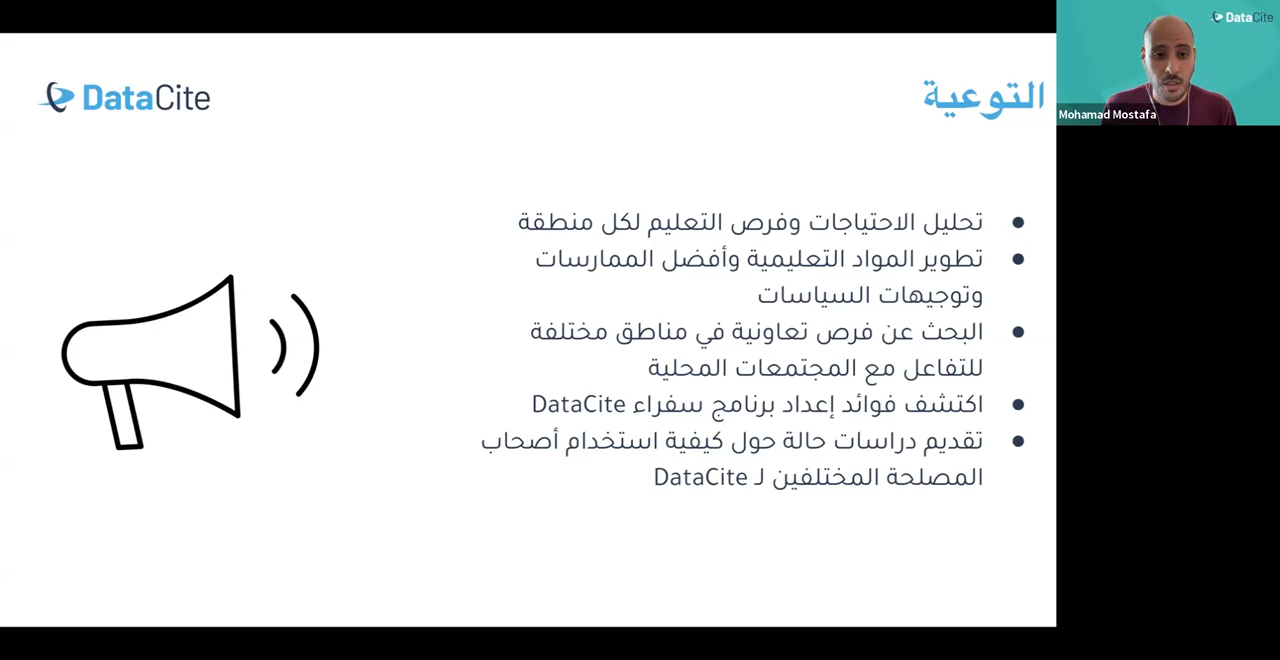 DataCite
التوعية
DataCite
Mohamad Mostafa
● تحليل الاحتياجات وفرص التعليم لكل منطقة
● تطوير المواد التعليمية وأفضل الممارسات
وتوجيهات السياسات
● البحث عن فرص تعاونية في مناطق مختلفة
للتفاعل مع المجتمعات المحلية
● اكتشف فوائد إعداد برنامج سفراء DataCite
● تقديم دراسات حالة حول كيفية استخدام أصحاب
المصلحة المختلفين لـ DataCite